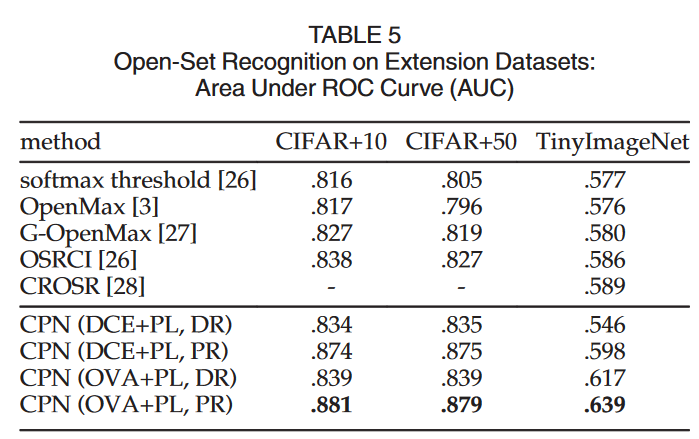 TABLE 5
Open-Set Recognition on Extension Datasets:
Area Under ROC Curve (AUC)
method CIFAR+10 CIFAR+50 TinyImageNet
softmax threshold [26] .816 .805 .577
OpenMax [3] .817 .796 .576
G-OpenMax [27] .827 .819 .580
OSRCI [26] .838 .827 .586
CROSR [28] - - .589
CPN (DCE+PL, DR) .834 .835 .546
CPN (DCE+PL, PR) .874 .875 .598
CPN (OVA+PL, DR) .839 .839 .617
CPN (OVA+PL, PR) .881 .879 .639